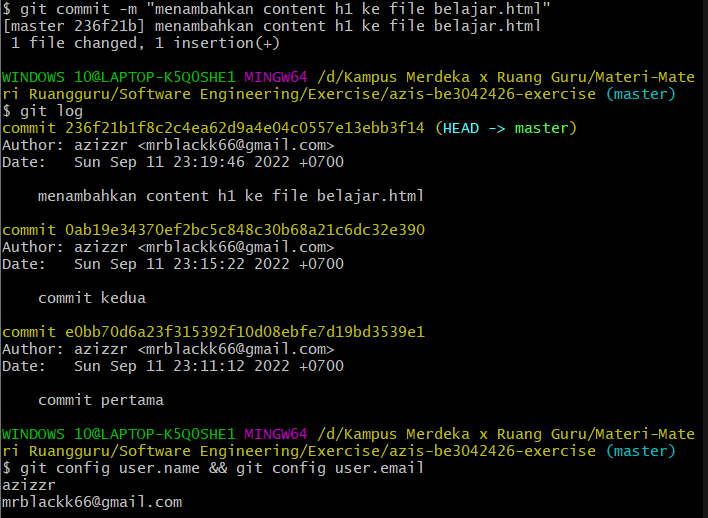 $ git commit -m "menambahkan content h1 ke file belajar.html"
[master 236f21b] menambahkan content h1 ke file belajar.html
 1 file changed, 1 insertion(+)
WINDOWS 10@LAPTOP-K5Q0SHE1 MINGW64 /d/Kampus Merdeka x Ruang Guru/Materi-Mate
ri Ruangguru/Software Engineering/Exercise/azis-be3042426-exercise (master)
$ git log
commit 236f21b1f8c2c4ea62d9a4e04c0557e13ebb3f14 (HEAD -> master)
Author: azizzr <mrblackk66@gmail.com>
Date:   Sun Sep 11 23:19:46 2022 +0700
    menambahkan content h1 ke file belajar.html
commit 0ab19e34370ef2bc5c848c30b68a21c6dc32e390
Author: azizzr <mrblackk66@gmail.com>
Date:   Sun Sep 11 23:15:22 2022 +0700
    commit kedua
commit e0bb70d6a23f315392f10d08ebfe7d19bd3539e1
Author: azizzr <mrblackk66@gmail.com>
Date:   Sun Sep 11 23:11:12 2022 +0700
    commit pertama
WINDOWS 10@LAPTOP-K5Q0SHE1 MINGW64 /d/Kampus Merdeka x Ruang Guru/Materi-Mate
ri Ruangguru/Software Engineering/Exercise/azis-be3042426-exercise (master)
$ git config user.name && git config user.email
azizzr
mrblackk66@gmail.com